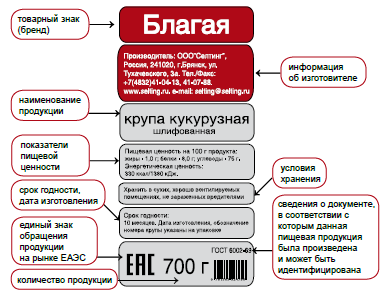 товарный знак
(бренд)
Благая
Производитель: ООО"Селтинг",
Россия, 241020, г.Брянск, ул,
Тухачевского, 3а. Тел./Факс:
+7(4832)41-04-13, 41-07-88.
www.selting.ru. e-mail: selting@selting.ru
информация
об изготовителе
наименование
продукции
крупа кукурузная
шлифованная
показатели
пищевой
ценности
Пищевая ценность на 100 г продукта:
жиры • 1,0 г; белки • 8,0 г; углеводы • 75 г.
Энергетическая ценность:
330 ккал/1380 кДж.
условия
хранения
Хранить в сухих, хорошо вентилируемых
помещениях, не зараженных вредителями
срок годности,
дата изготовления
Срок годности:
10 месяцев. Дата изготовления, обозначение
номера крупы указаны на упаковке
сведения о документе,
в соответствии с
которым данная
пищевая продукция
была произведена
и может быть
идентифицирована
единый знак
обращения
продукции
на рынке ЕАЭС
ГОСТ 6002-69
ЕАС 700 г
количество продукции